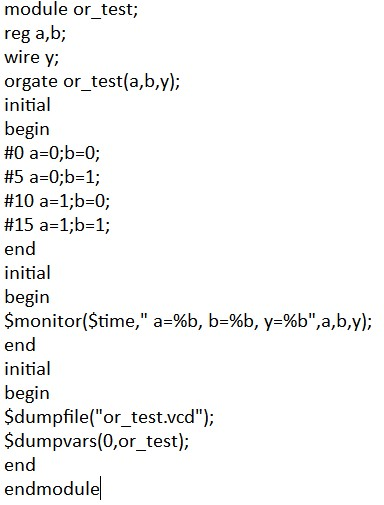 module or_test;
reg a,b;
wire y;
orgate or_test(a,b,y);
initial
begin
#0 a=0;b=0;
#5 a=0;b=1;
#10 a=1;b=0;
#15 a=1;b=1;
end
initial
begin
$monitor($time," a=%b, b=%b, y=%b",a,b,y);
end
initial
begin
$dumpfile("or_test.vcd");
$dumpvars(0,or_test);
end
endmodule